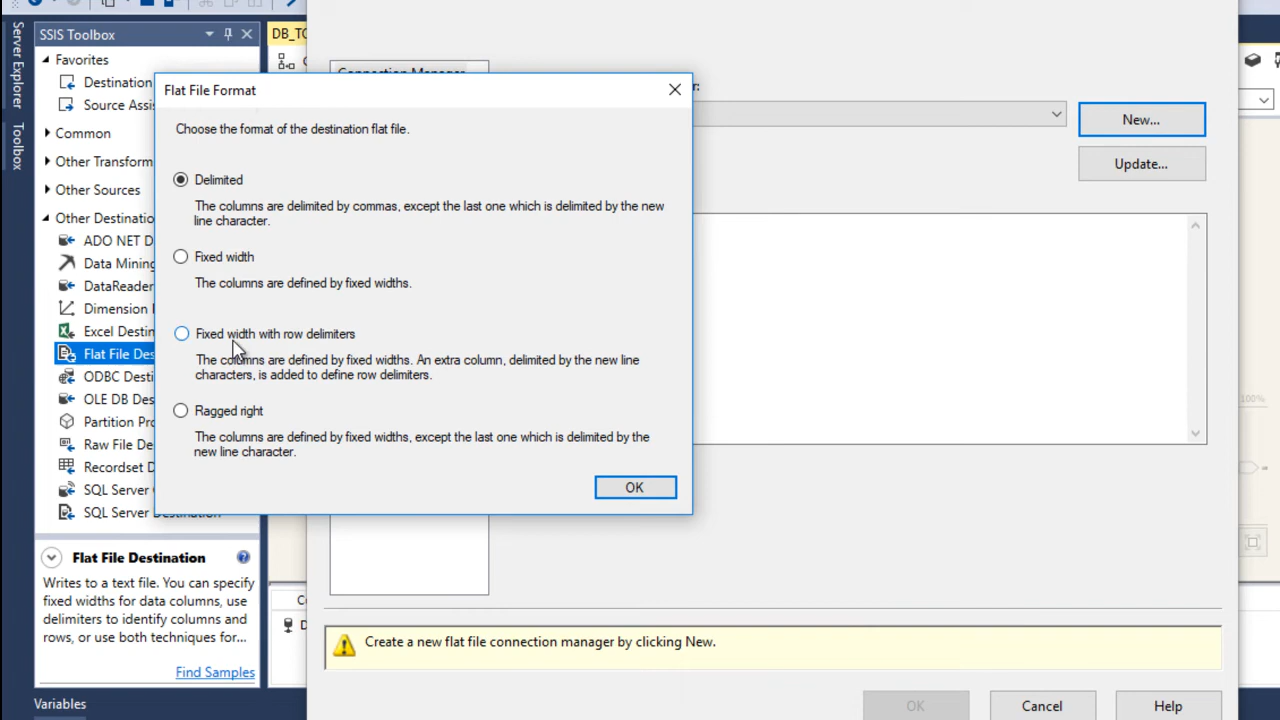 SSIS Toolbox
DB_TO
Server Explorer
Toolbox
Favorites
Destination
Source Assis
Common
Other Transform
Other Sources
Other Destinatio
ADO NET D
Data Mining
DataReader
Dimension
Excel Destin
Flat File Des
ODBC Desti
OLE DB Des
Partition Pro
Raw File De
Recordset D
SQL Server
SQL Server Destination
Flat File Destination
Writes to a text file. You can specify
fixed widths for data columns, use
delimiters to identify columns and
rows, or use both techniques for...
Find Samples
Variables
Connection Manager
r:
New...
Update...
Flat File Format
Choose the format of the destination flat file.
Delimited
The columns are delimited by commas, except the last one which is delimited by the new
line character.
Fixed width
The columns are defined by fixed widths.
Fixed width with row delimiters
The columns are defined by fixed widths. An extra column, delimited by the new line
characters, is added to define row delimiters.
Ragged right
The columns are defined by fixed widths, except the last one which is delimited by the
new line character.
OK
100%
Create a new flat file connection manager by clicking New.
OK
Cancel
Help